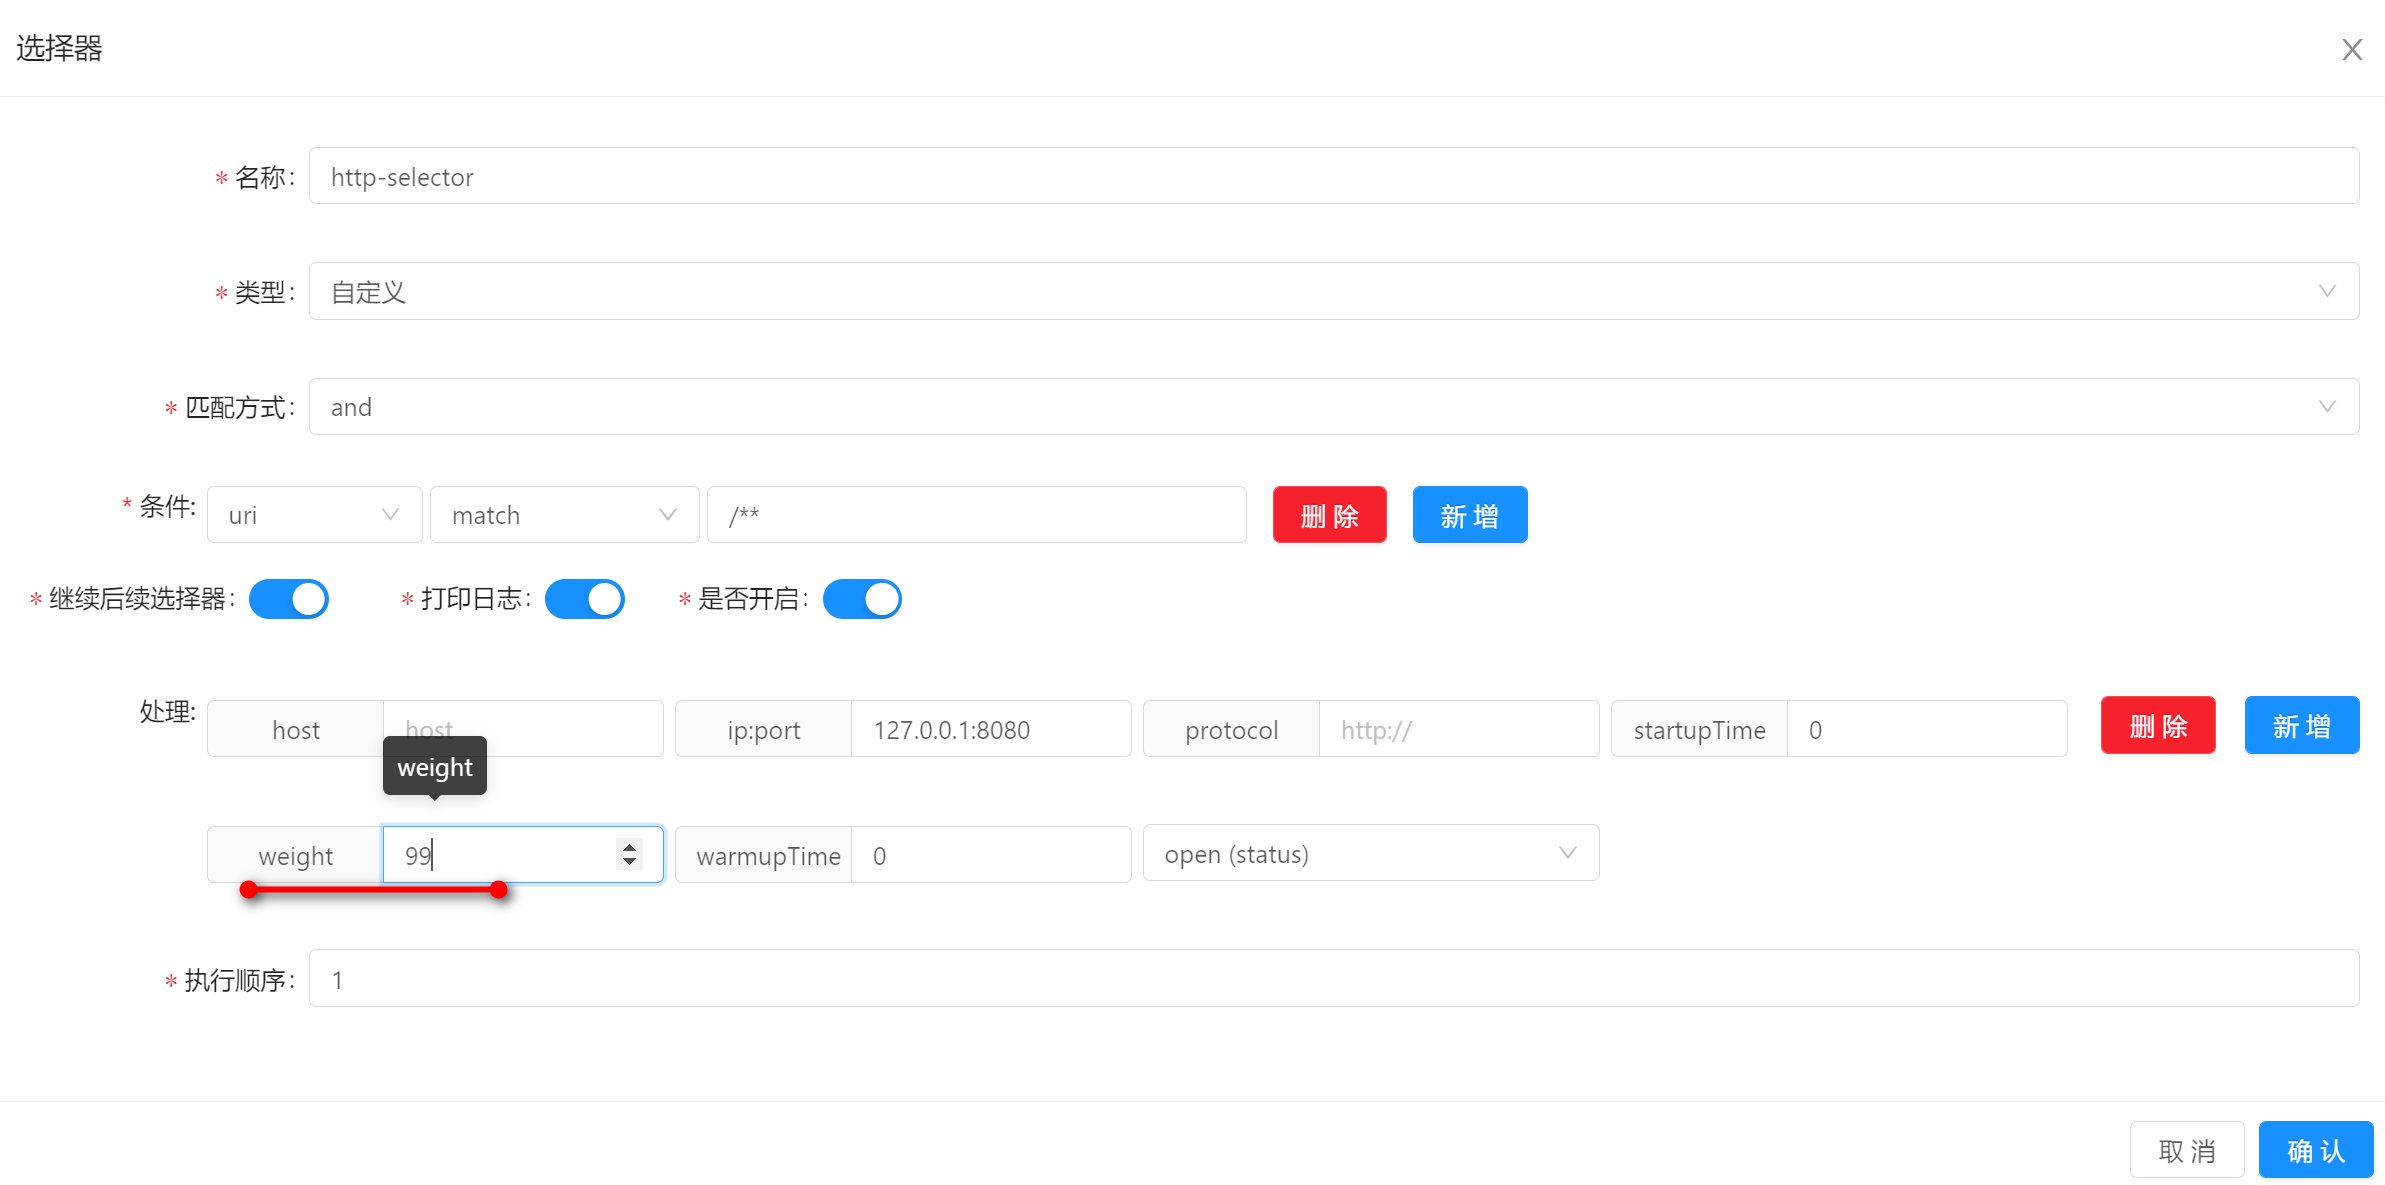 选择器 X
* 名称: http-selector
* 类型: 自定义
* 匹配方式: and
* 条件: uri match /** 删 除 新 增
* 继续后续选择器: * 打印日志: * 是否开启:
处理: host host ip:port 127.0.0.1:8080 protocol http:// startupTime 0 删 除 新 增
weight
weight 99 warmupTime 0 open (status)
* 执行顺序: 1
取 消 确 认